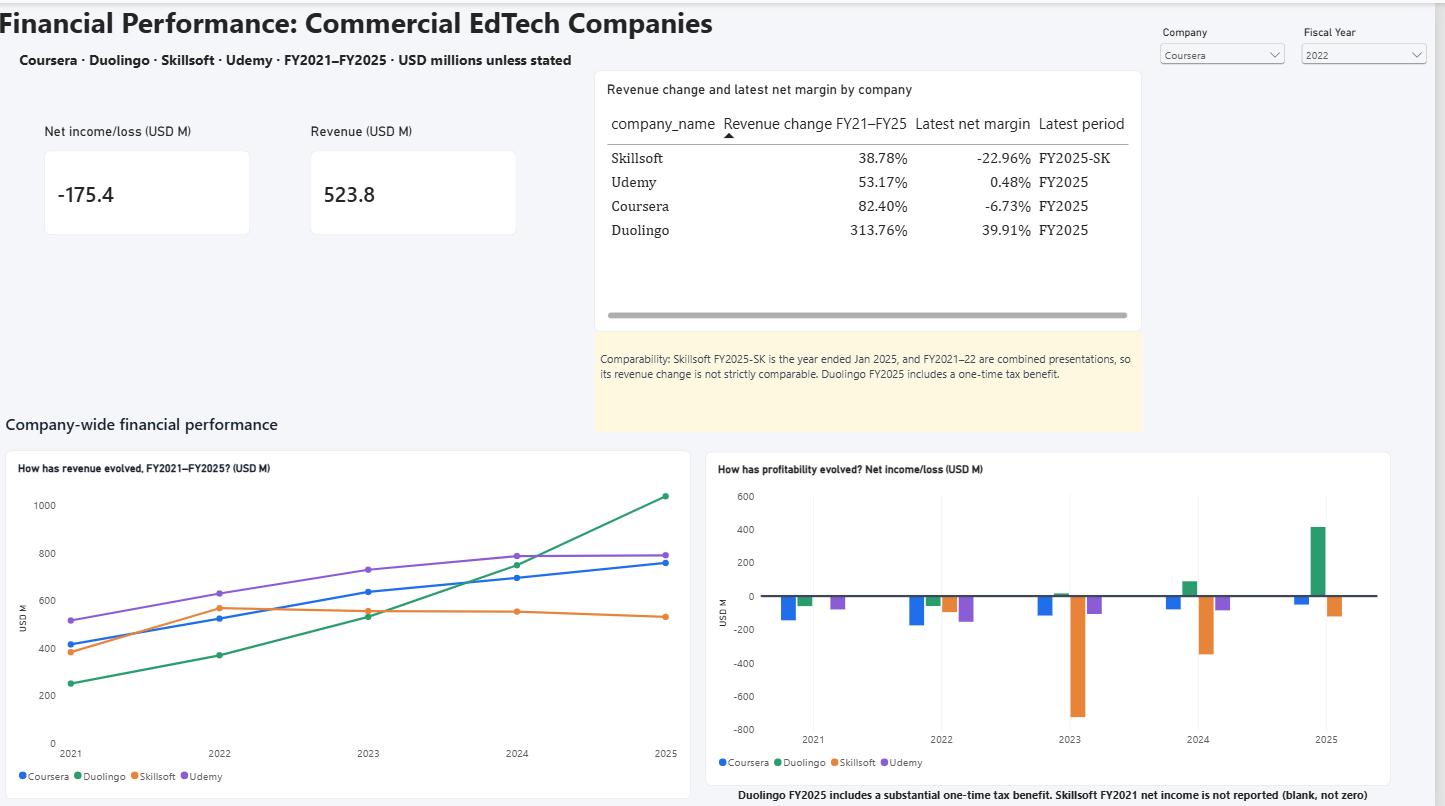 Financial Performance: Commercial EdTech Companies
Coursera · Duolingo · Skillsoft · Udemy · FY2021–FY2025 · USD millions unless stated
Company
Fiscal Year
Coursera
2022
Net income/loss (USD M)
-175.4
Revenue (USD M)
523.8
Revenue change and latest net margin by company
company_name Revenue change FY21–FY25 Latest net margin Latest period
Skillsoft 38.78% -22.96% FY2025-SK
Udemy 53.17% 0.48% FY2025
Coursera 82.40% -6.73% FY2025
Duolingo 313.76% 39.91% FY2025
Comparability: Skillsoft FY2025-SK is the year ended Jan 2025, and FY2021–22 are combined presentations, so
its revenue change is not strictly comparable. Duolingo FY2025 includes a one-time tax benefit.
Company-wide financial performance
How has revenue evolved, FY2021–FY2025? (USD M)
USD M
1000
800
600
400
200
0
2021 2022 2023 2024 2025
Coursera Duolingo Skillsoft Udemy
How has profitability evolved? Net income/loss (USD M)
USD M
600
400
200
0
-200
-400
-600
-800
2021 2022 2023 2024 2025
Coursera Duolingo Skillsoft Udemy
Duolingo FY2025 includes a substantial one-time tax benefit. Skillsoft FY2021 net income is not reported (blank, not zero)